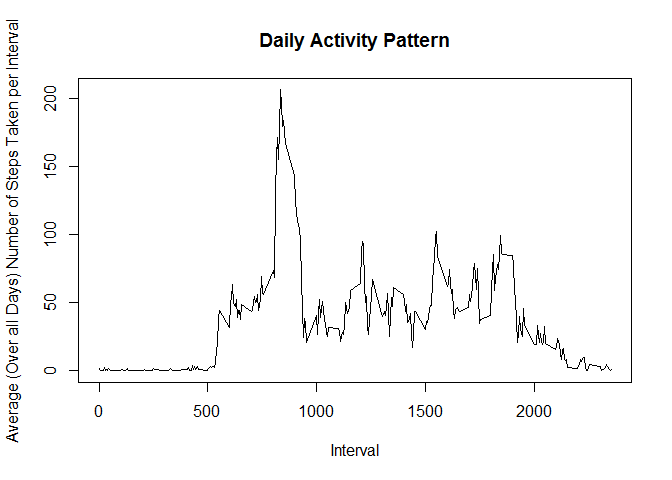 Daily Activity Pattern
Average (Over all Days) Number of Steps Taken per Interval
200
150
100
50
0
0 500 1000 1500 2000
Interval